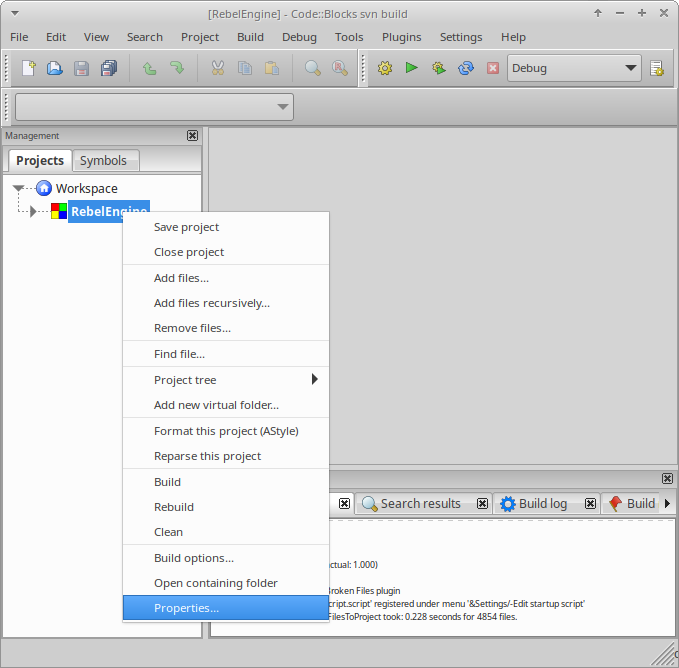 [RebelEngine] - Code::Blocks svn build
File Edit View Search Project Build Debug Tools Plugins Settings Help
Debug
Management
Projects Symbols
Workspace
RebelEngine
Save project
Close project
Add files...
Add files recursively...
Remove files...
Find file...
Project tree
Add new virtual folder...
Format this project (AStyle)
Reparse this project
Build
Rebuild
Clean
Build options...
Open containing folder
Properties...
Search results Build log Build
ctual: 1.000)
Broken Files plugin
cript.script' registered under menu '&Settings/-Edit startup script'
FilesToProject took: 0.228 seconds for 4854 files.